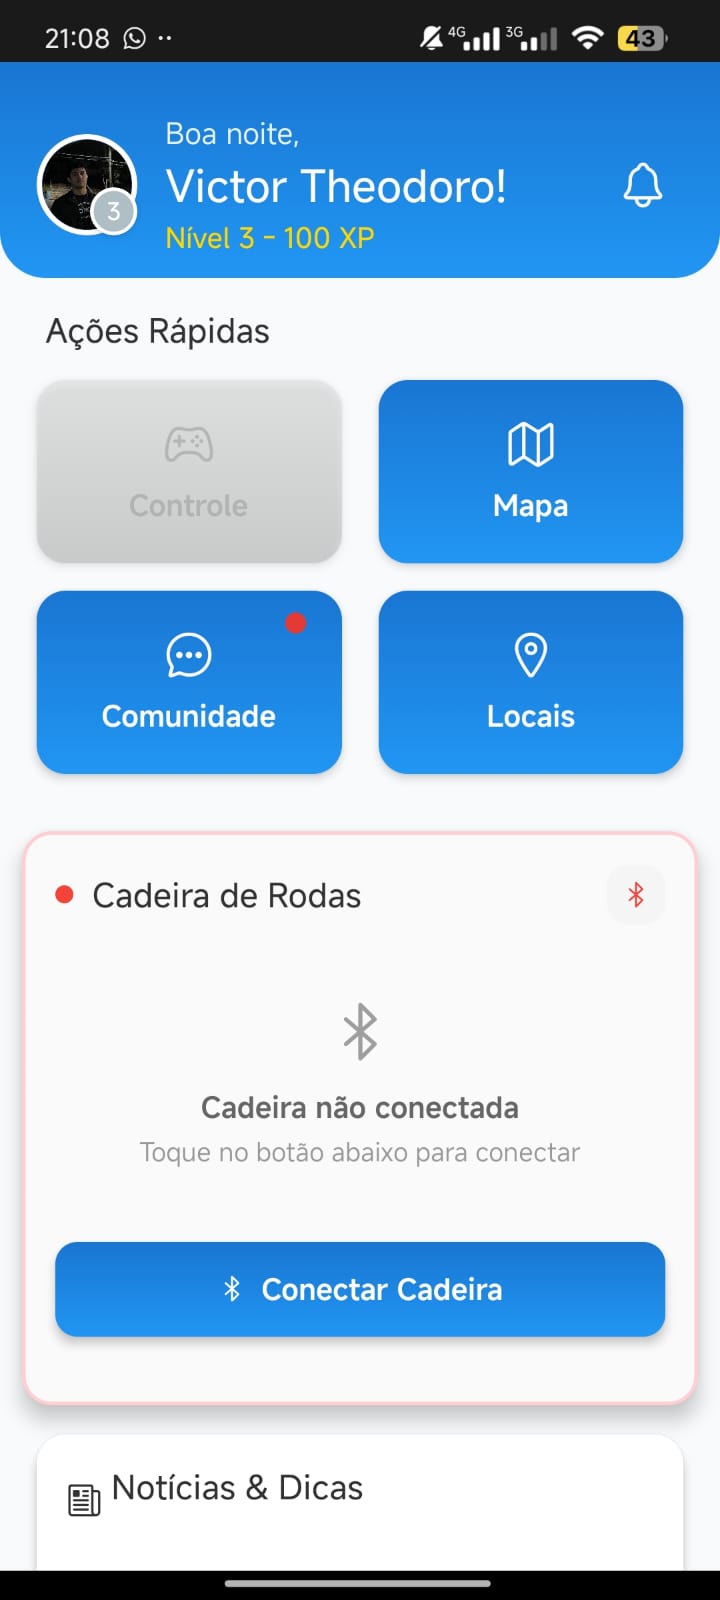 21:08
4G 3G 43
Boa noite,
Victor Theodoro!
3
Nível 3 - 100 XP
Ações Rápidas
Controle
Mapa
Comunidade
Locais
Cadeira de Rodas
Cadeira não conectada
Toque no botão abaixo para conectar
Conectar Cadeira
Notícias & Dicas